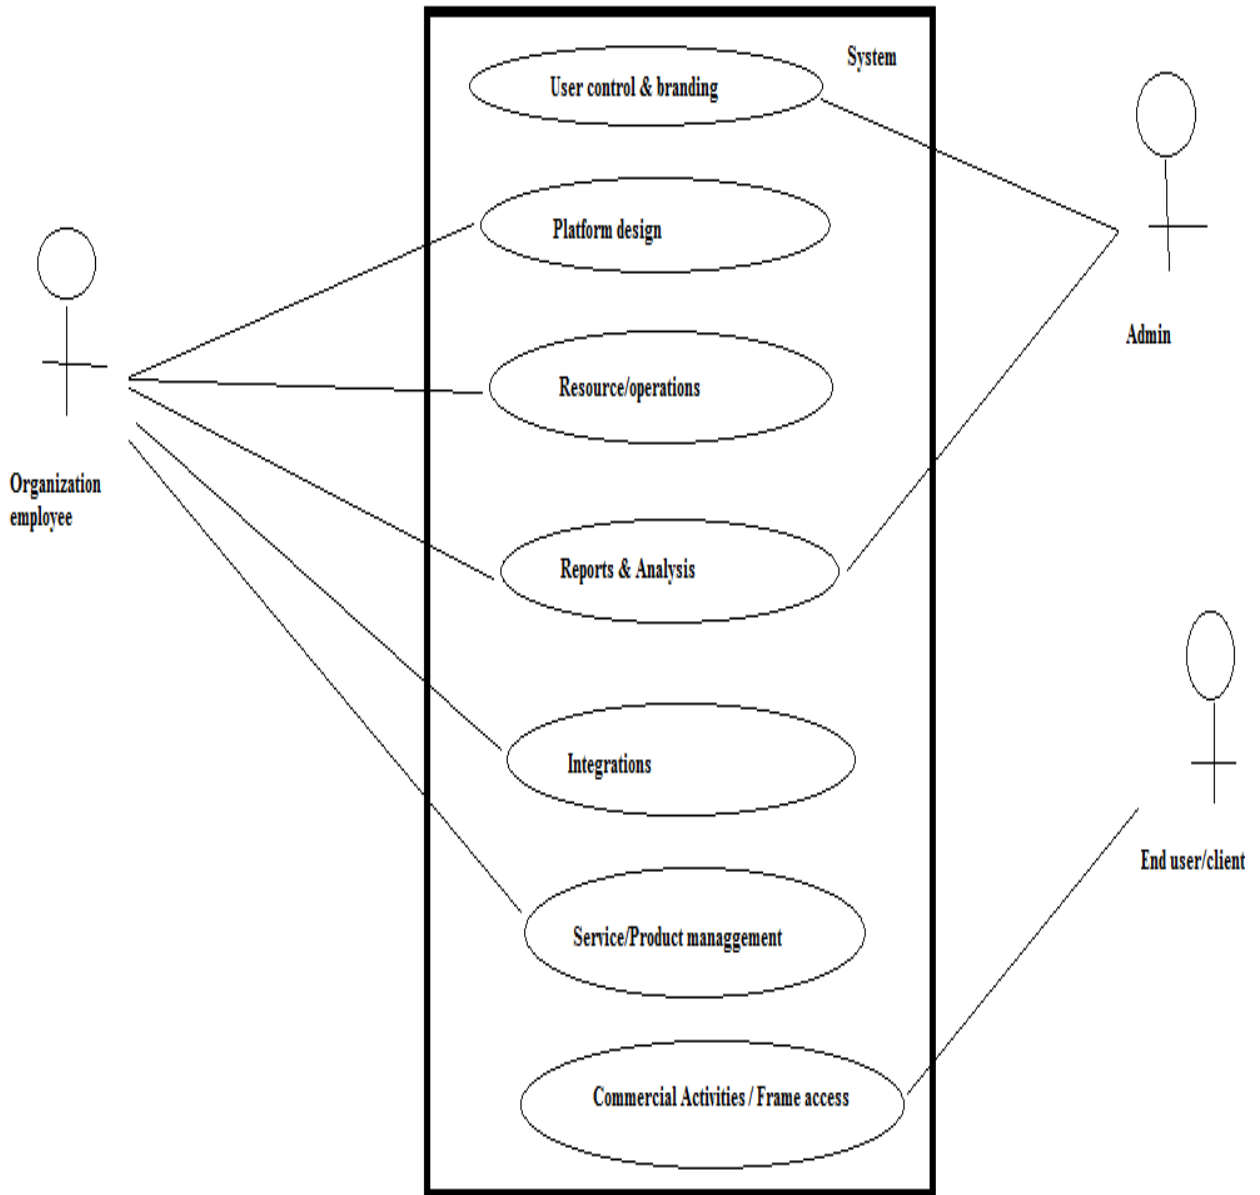 System
User control & branding
Platform design
Resource/operations
Admin
Organization
employee
Reports & Analysis
Integrations
End user/client
Service/Product managgement
Commercial Activities / Frame access